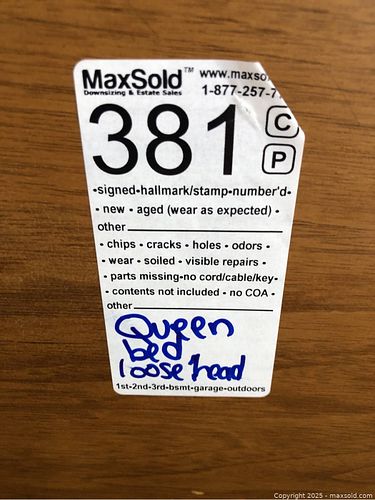 MaxSold™ www.maxso
Downsizing & Estate Sales
1-877-257-7
381
C
P
•signed•hallmark/stamp•number'd•
• new • aged (wear as expected) •
other
• chips • cracks • holes • odors •
• wear • soiled • visible repairs •
• parts missing-no cord/cable/key•
• contents not included • no COA •
other
Queen
bed
loose head
1st-2nd-3rd-bsmt-garage-outdoors
Copyright 2025 - maxsold.com